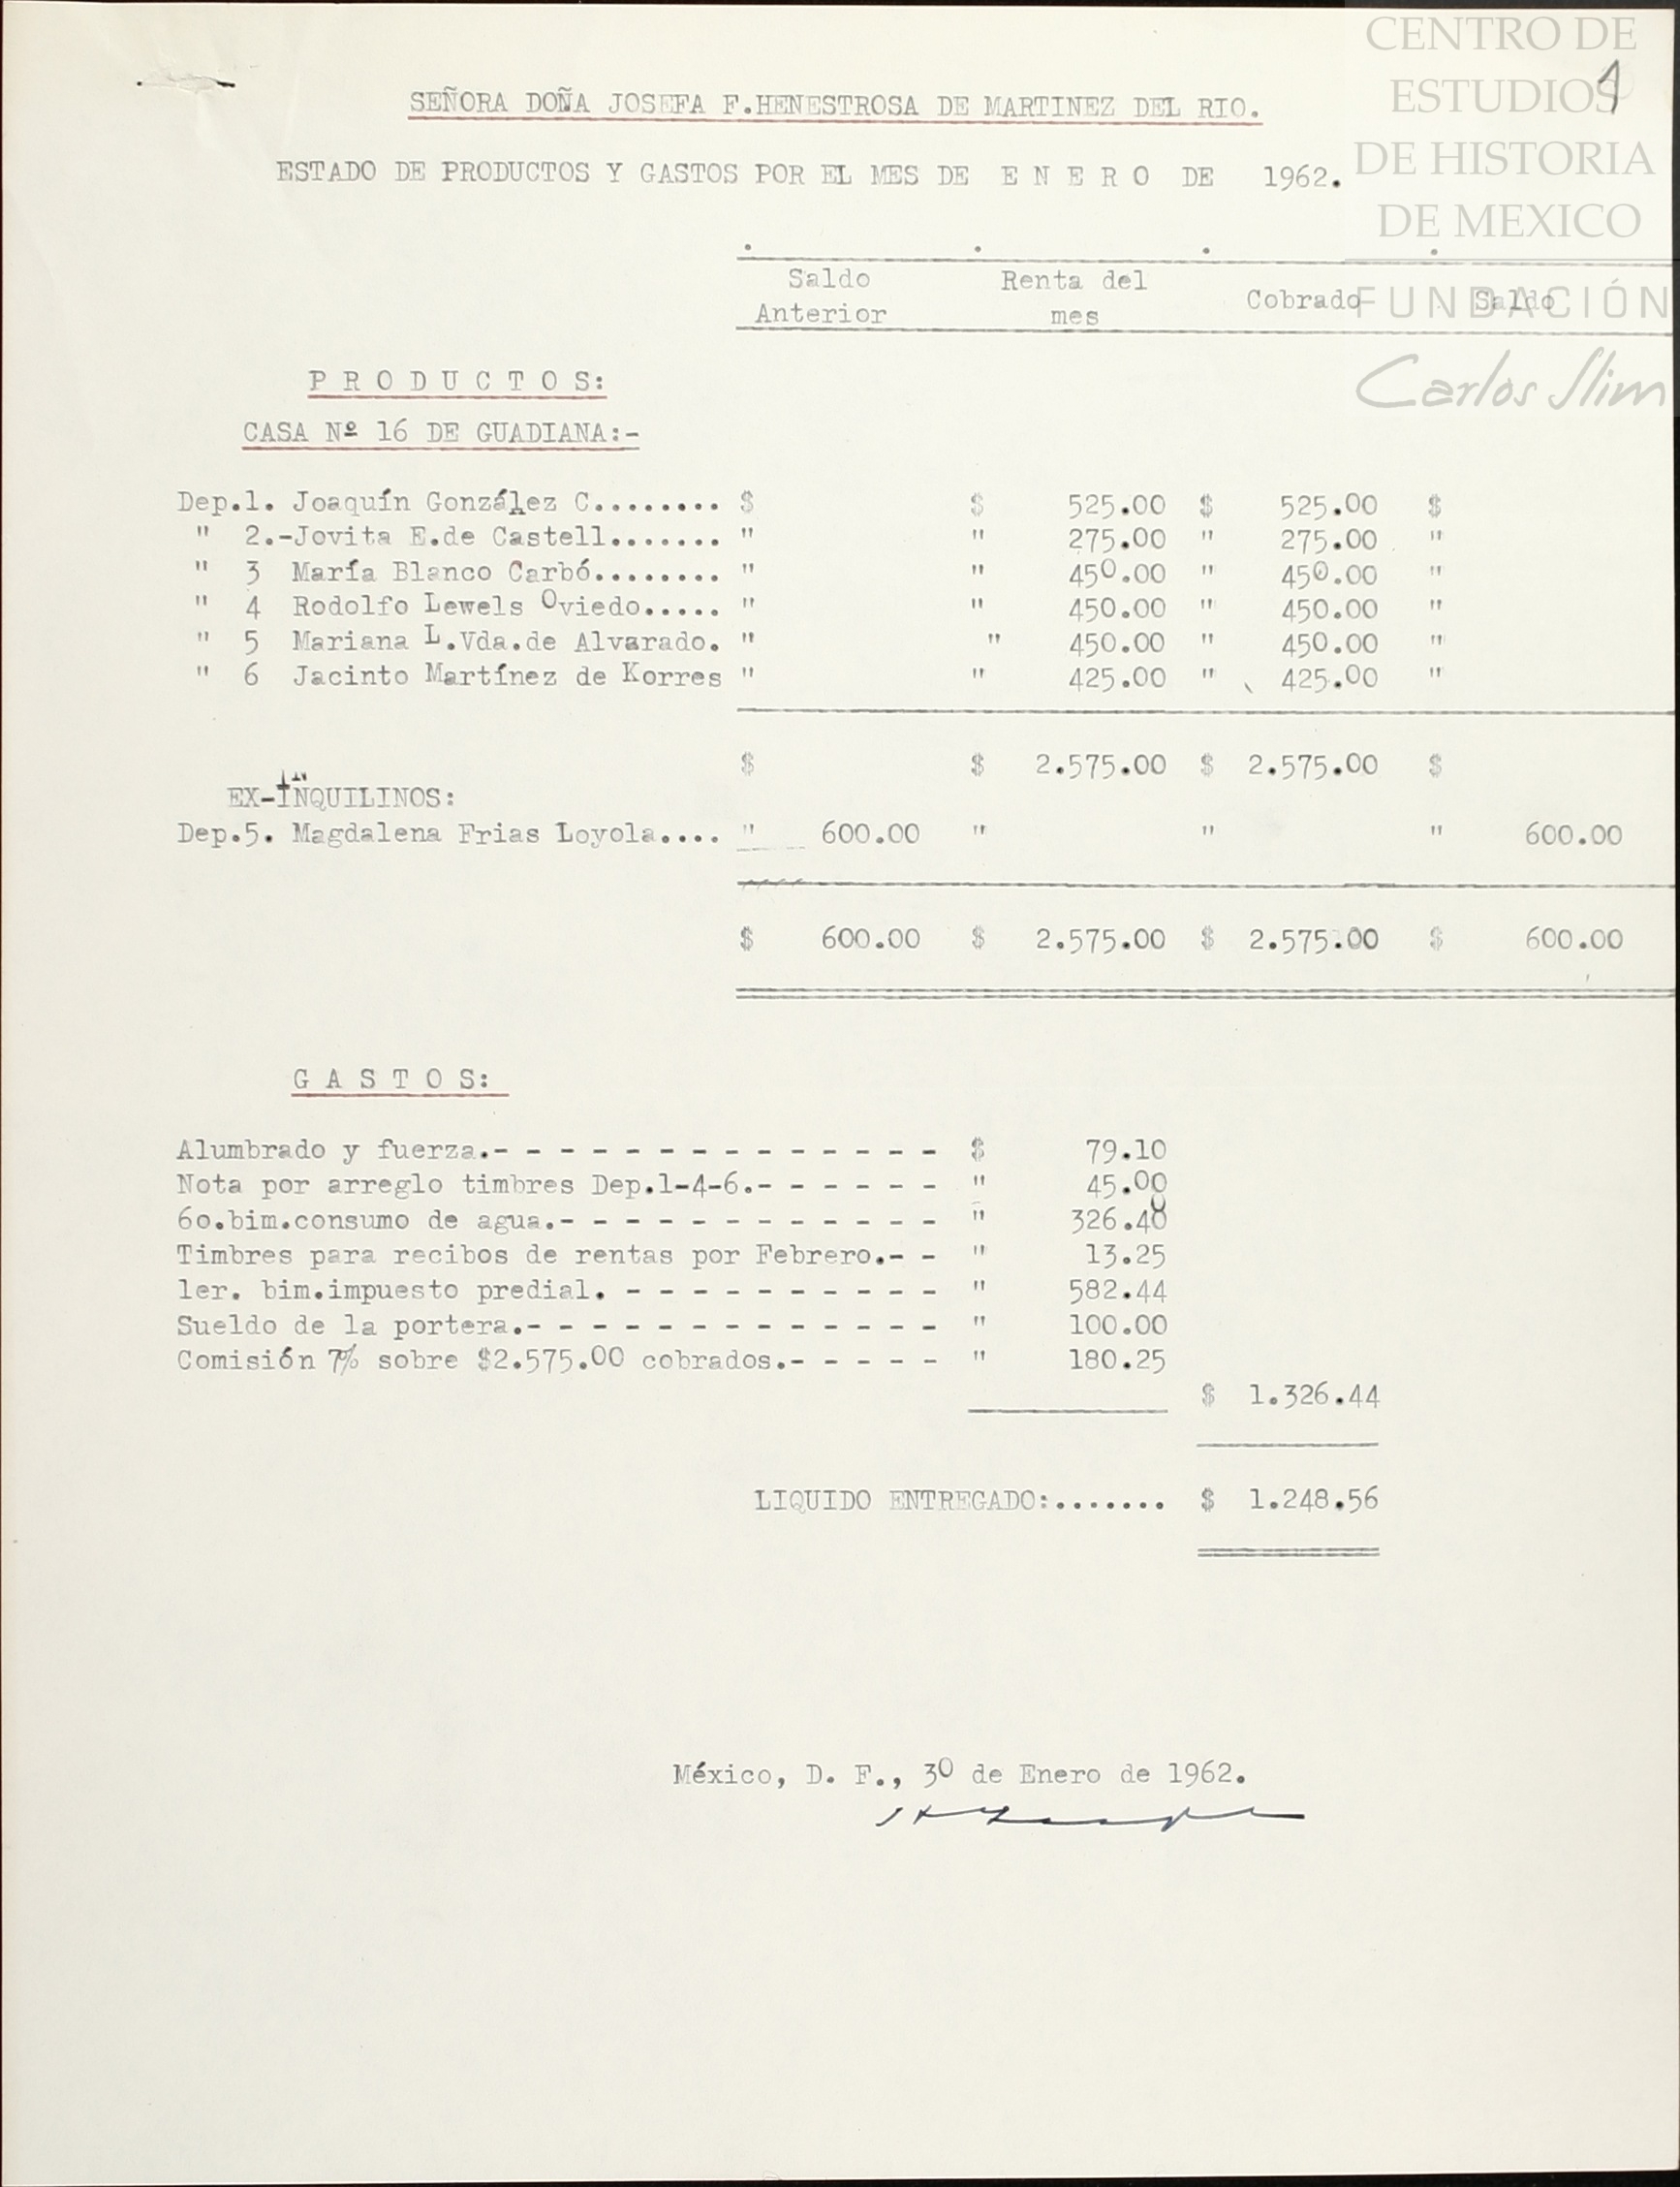 CENTRO DE
ESTUDIOS
DE HISTORIA
DE MEXICO
FUNDACIÓN
Carlos Slim
1
SEÑORA DOÑA JOSEFA F.HENESTROSA DE MARTINEZ DEL RIO.
ESTADO DE PRODUCTOS Y GASTOS POR EL MES DE E N E R O DE 1962.
Saldo Anterior Renta del mes Cobrado Saldo
P R O D U C T O S:
CASA Nº 16 DE GUADIANA:-
Dep.1. Joaquín González C........ $ $ 525.00 $ 525.00 $
" 2.-Jovita E.de Castell....... " " 275.00 " 275.00 "
" 3 María Blanco Carbó........ " " 450.00 " 450.00 "
" 4 Rodolfo Lewels Oviedo..... " " 450.00 " 450.00 "
" 5 Mariana L.Vda.de Alvarado. " " 450.00 " 450.00 "
" 6 Jacinto Martínez de Korres " " 425.00 " 425.00 "
$ $ 2.575.00 $ 2.575.00 $
EX-INQUILINOS:
Dep.5. Magdalena Frias Loyola.... " 600.00 " " " 600.00
$ 600.00 $ 2.575.00 $ 2.575.00 $ 600.00
G A S T O S:
Alumbrado y fuerza.- - - - - - - - - - - - - - $ 79.10
Nota por arreglo timbres Dep.1-4-6.- - - - - - " 45.00
6o.bim.consumo de agua.- - - - - - - - - - - - " 326.40
Timbres para recibos de rentas por Febrero.- - " 13.25
1er. bim.impuesto predial. - - - - - - - - - - " 582.44
Sueldo de la portera.- - - - - - - - - - - - - " 100.00
Comisión 7% sobre $2.575.00 cobrados.- - - - - " 180.25
$ 1.326.44
LIQUIDO ENTREGADO:....... $ 1.248.56
México, D. F., 30 de Enero de 1962.